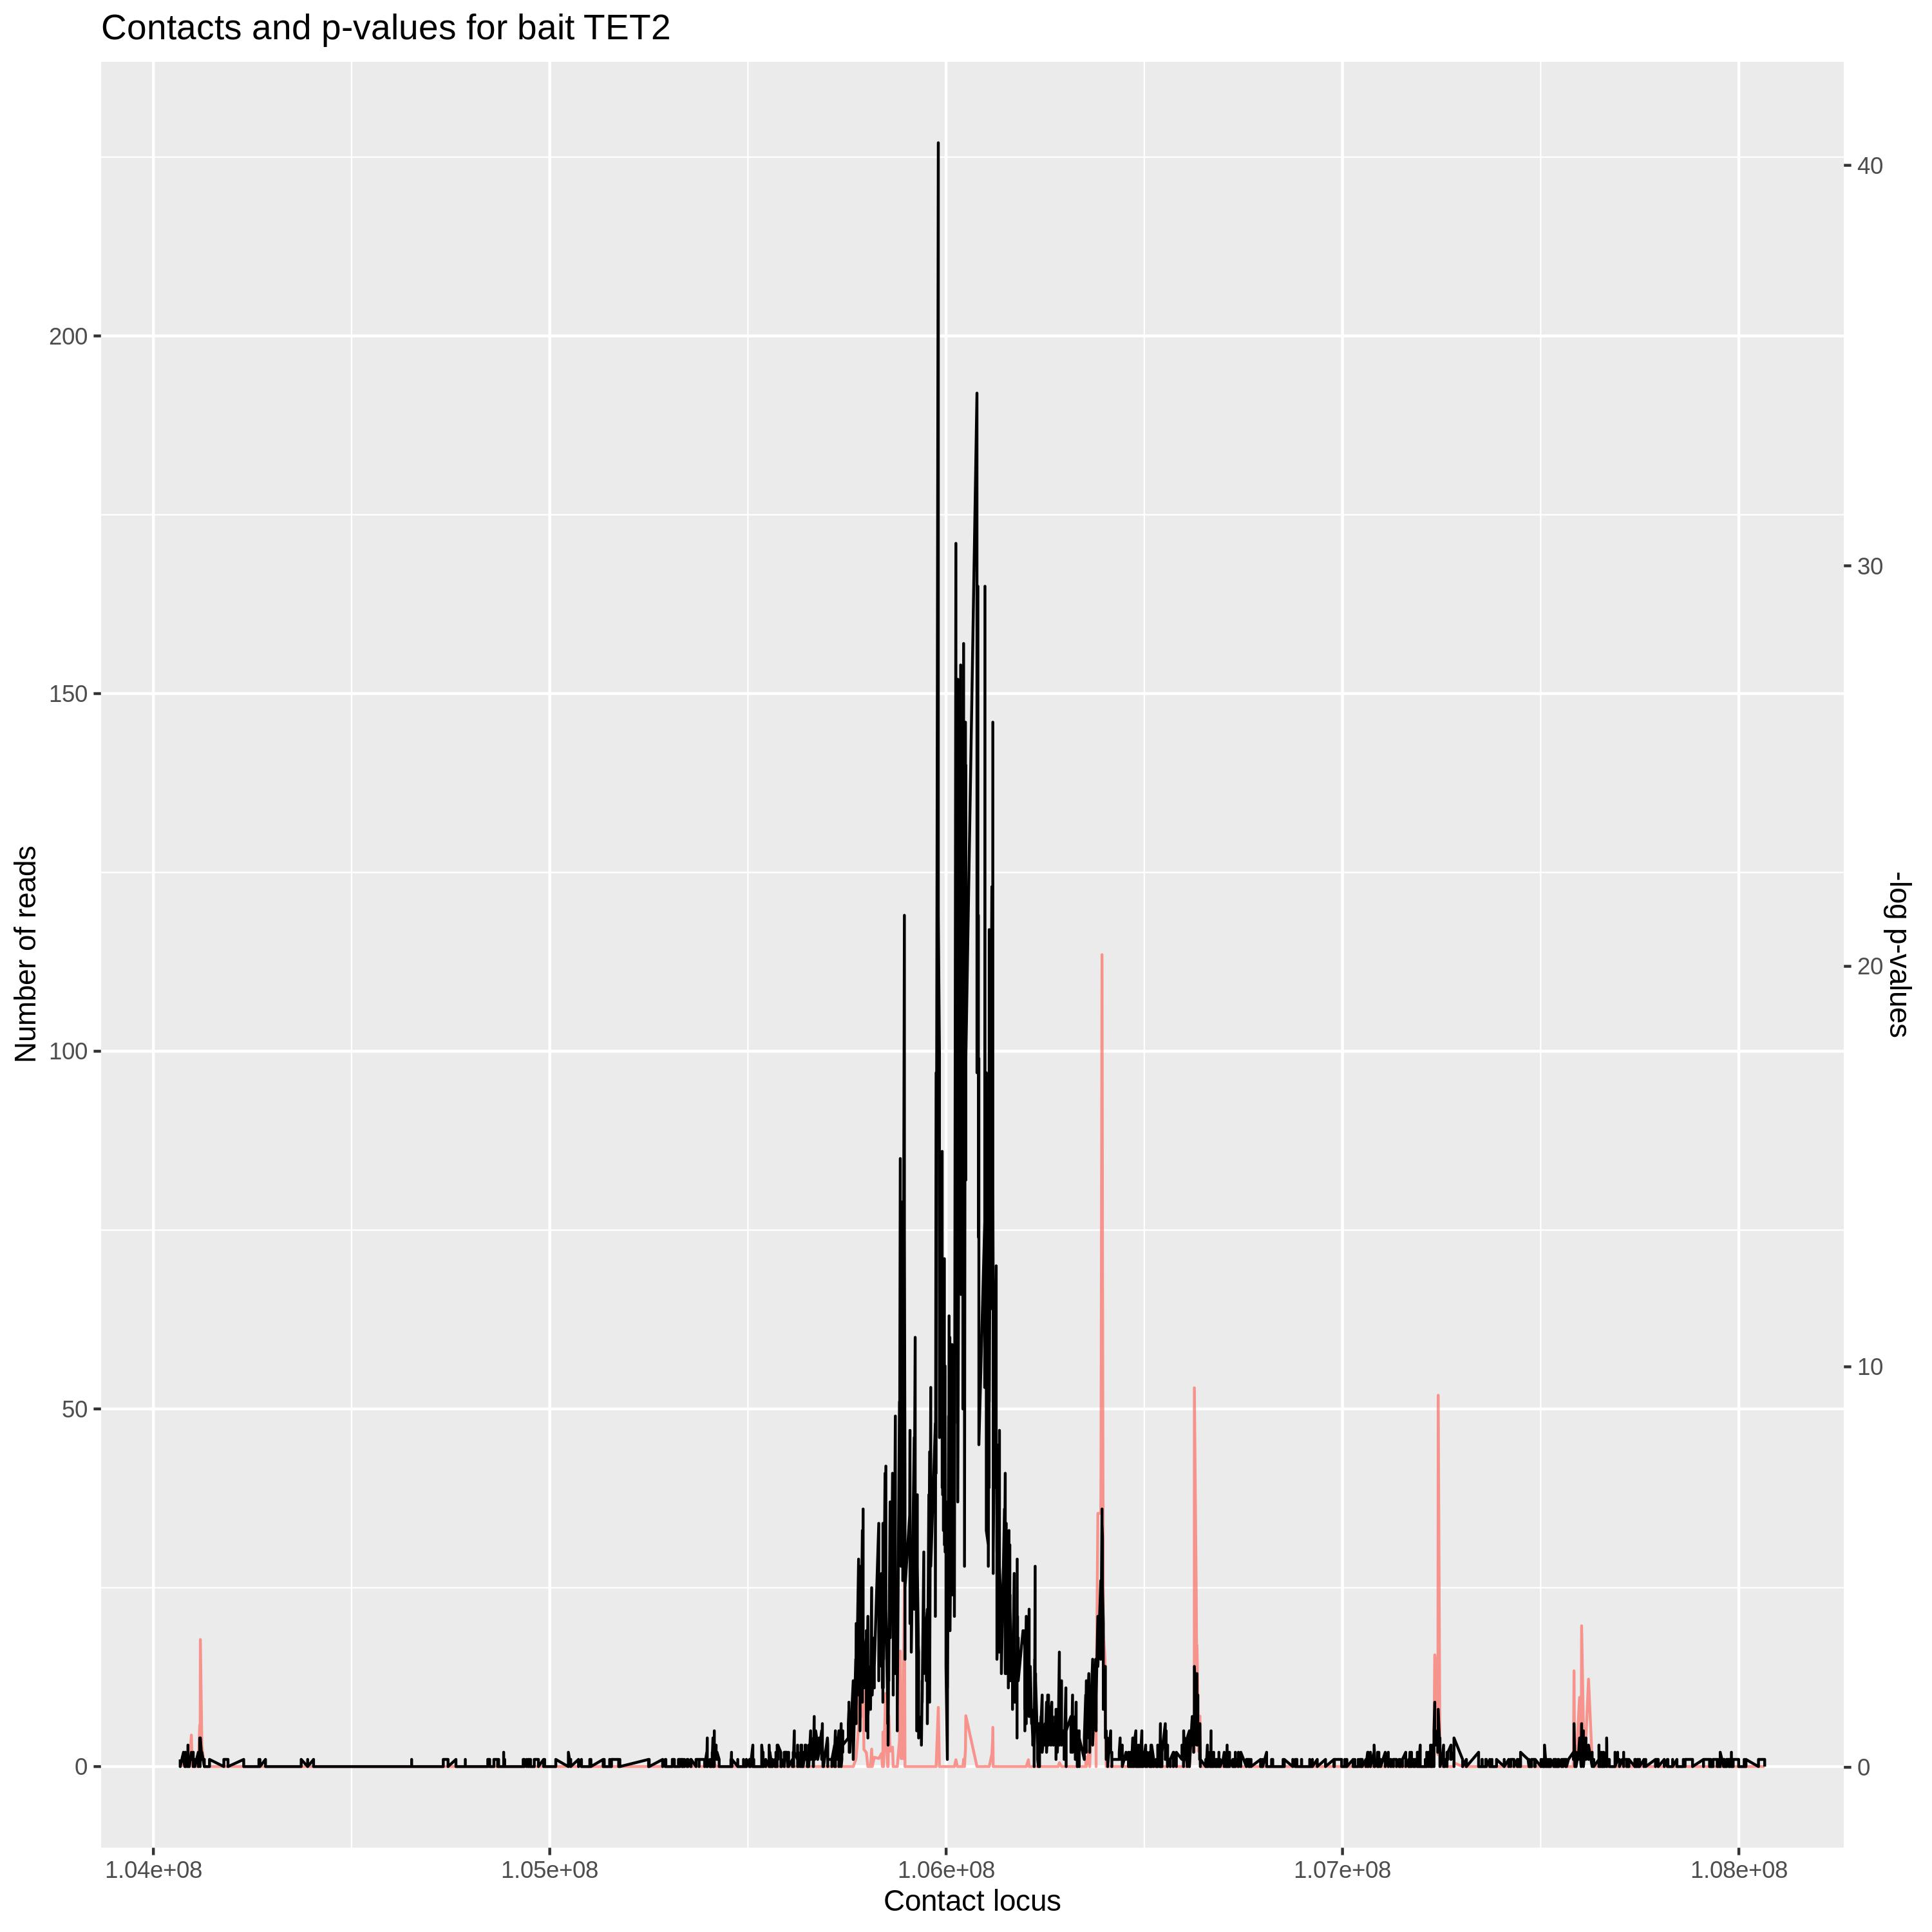 Contacts and p-values for bait TET2
Number of reads
200
150
100
50
0
40
30
20
10
0
-log p-values
1.04e+08
1.05e+08
1.06e+08
1.07e+08
1.08e+08
Contact locus